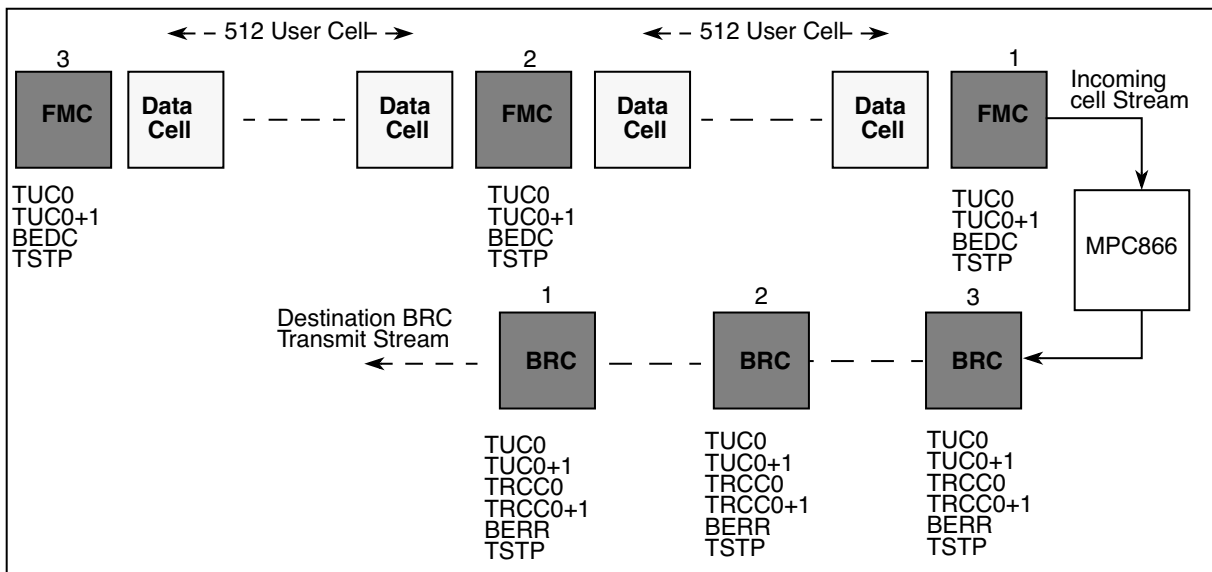 512 User Cell
512 User Cell
3
2
1
FMC
Data
Cell
Data
Cell
FMC
Data
Cell
Data
Cell
FMC
Incoming
cell Stream
TUC0
TUC0+1
BEDC
TSTP
TUC0
TUC0+1
BEDC
TSTP
TUC0
TUC0+1
BEDC
TSTP
MPC866
Destination BRC
Transmit Stream
1
2
3
BRC
BRC
BRC
TUC0
TUC0+1
TRCC0
TRCC0+1
BERR
TSTP
TUC0
TUC0+1
TRCC0
TRCC0+1
BERR
TSTP
TUC0
TUC0+1
TRCC0
TRCC0+1
BERR
TSTP